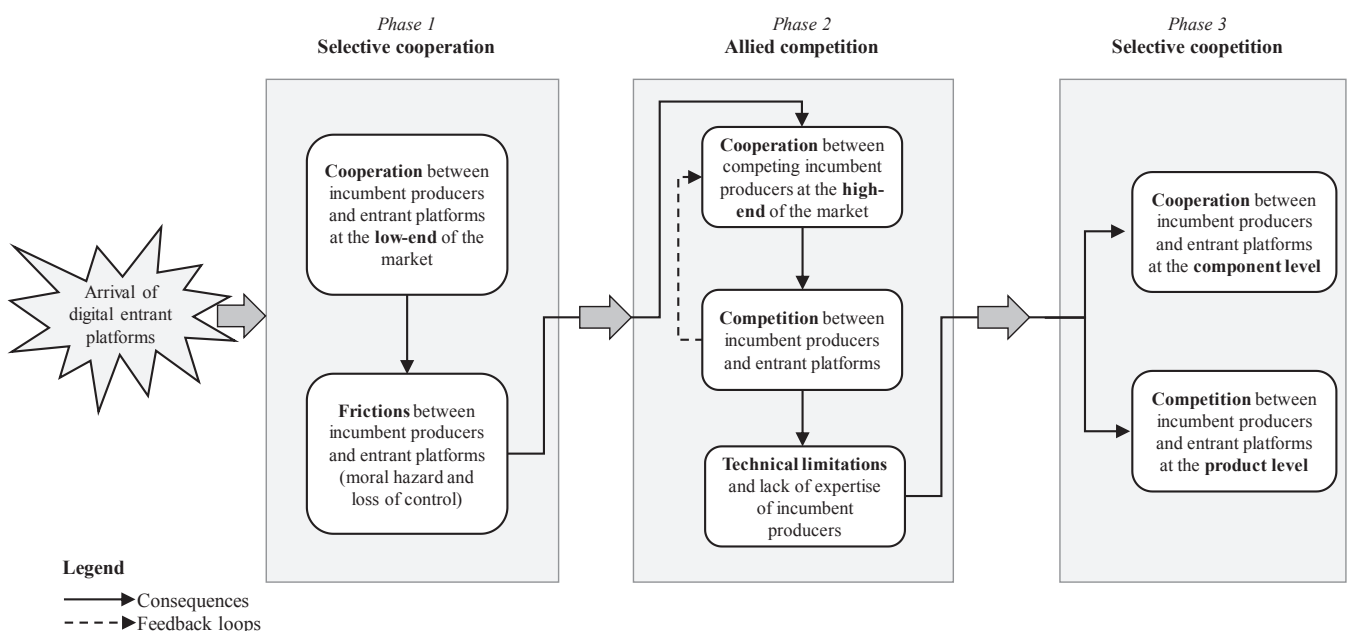 Phase 1
Selective cooperation
Phase 2
Allied competition
Phase 3
Selective coopetition
Arrival of
digital entrant
platforms
Cooperation between
incumbent producers
and entrant platforms
at the low-end of the
market
Frictions between
incumbent producers
and entrant platforms
(moral hazard and
loss of control)
Cooperation between
competing incumbent
producers at the high-
end of the market
Competition between
incumbent producers
and entrant platforms
Technical limitations
and lack of expertise
of incumbent
producers
Cooperation between
incumbent producers
and entrant platforms
at the component level
Competition between
incumbent producers
and entrant platforms
at the product level
Legend
Consequences
Feedback loops